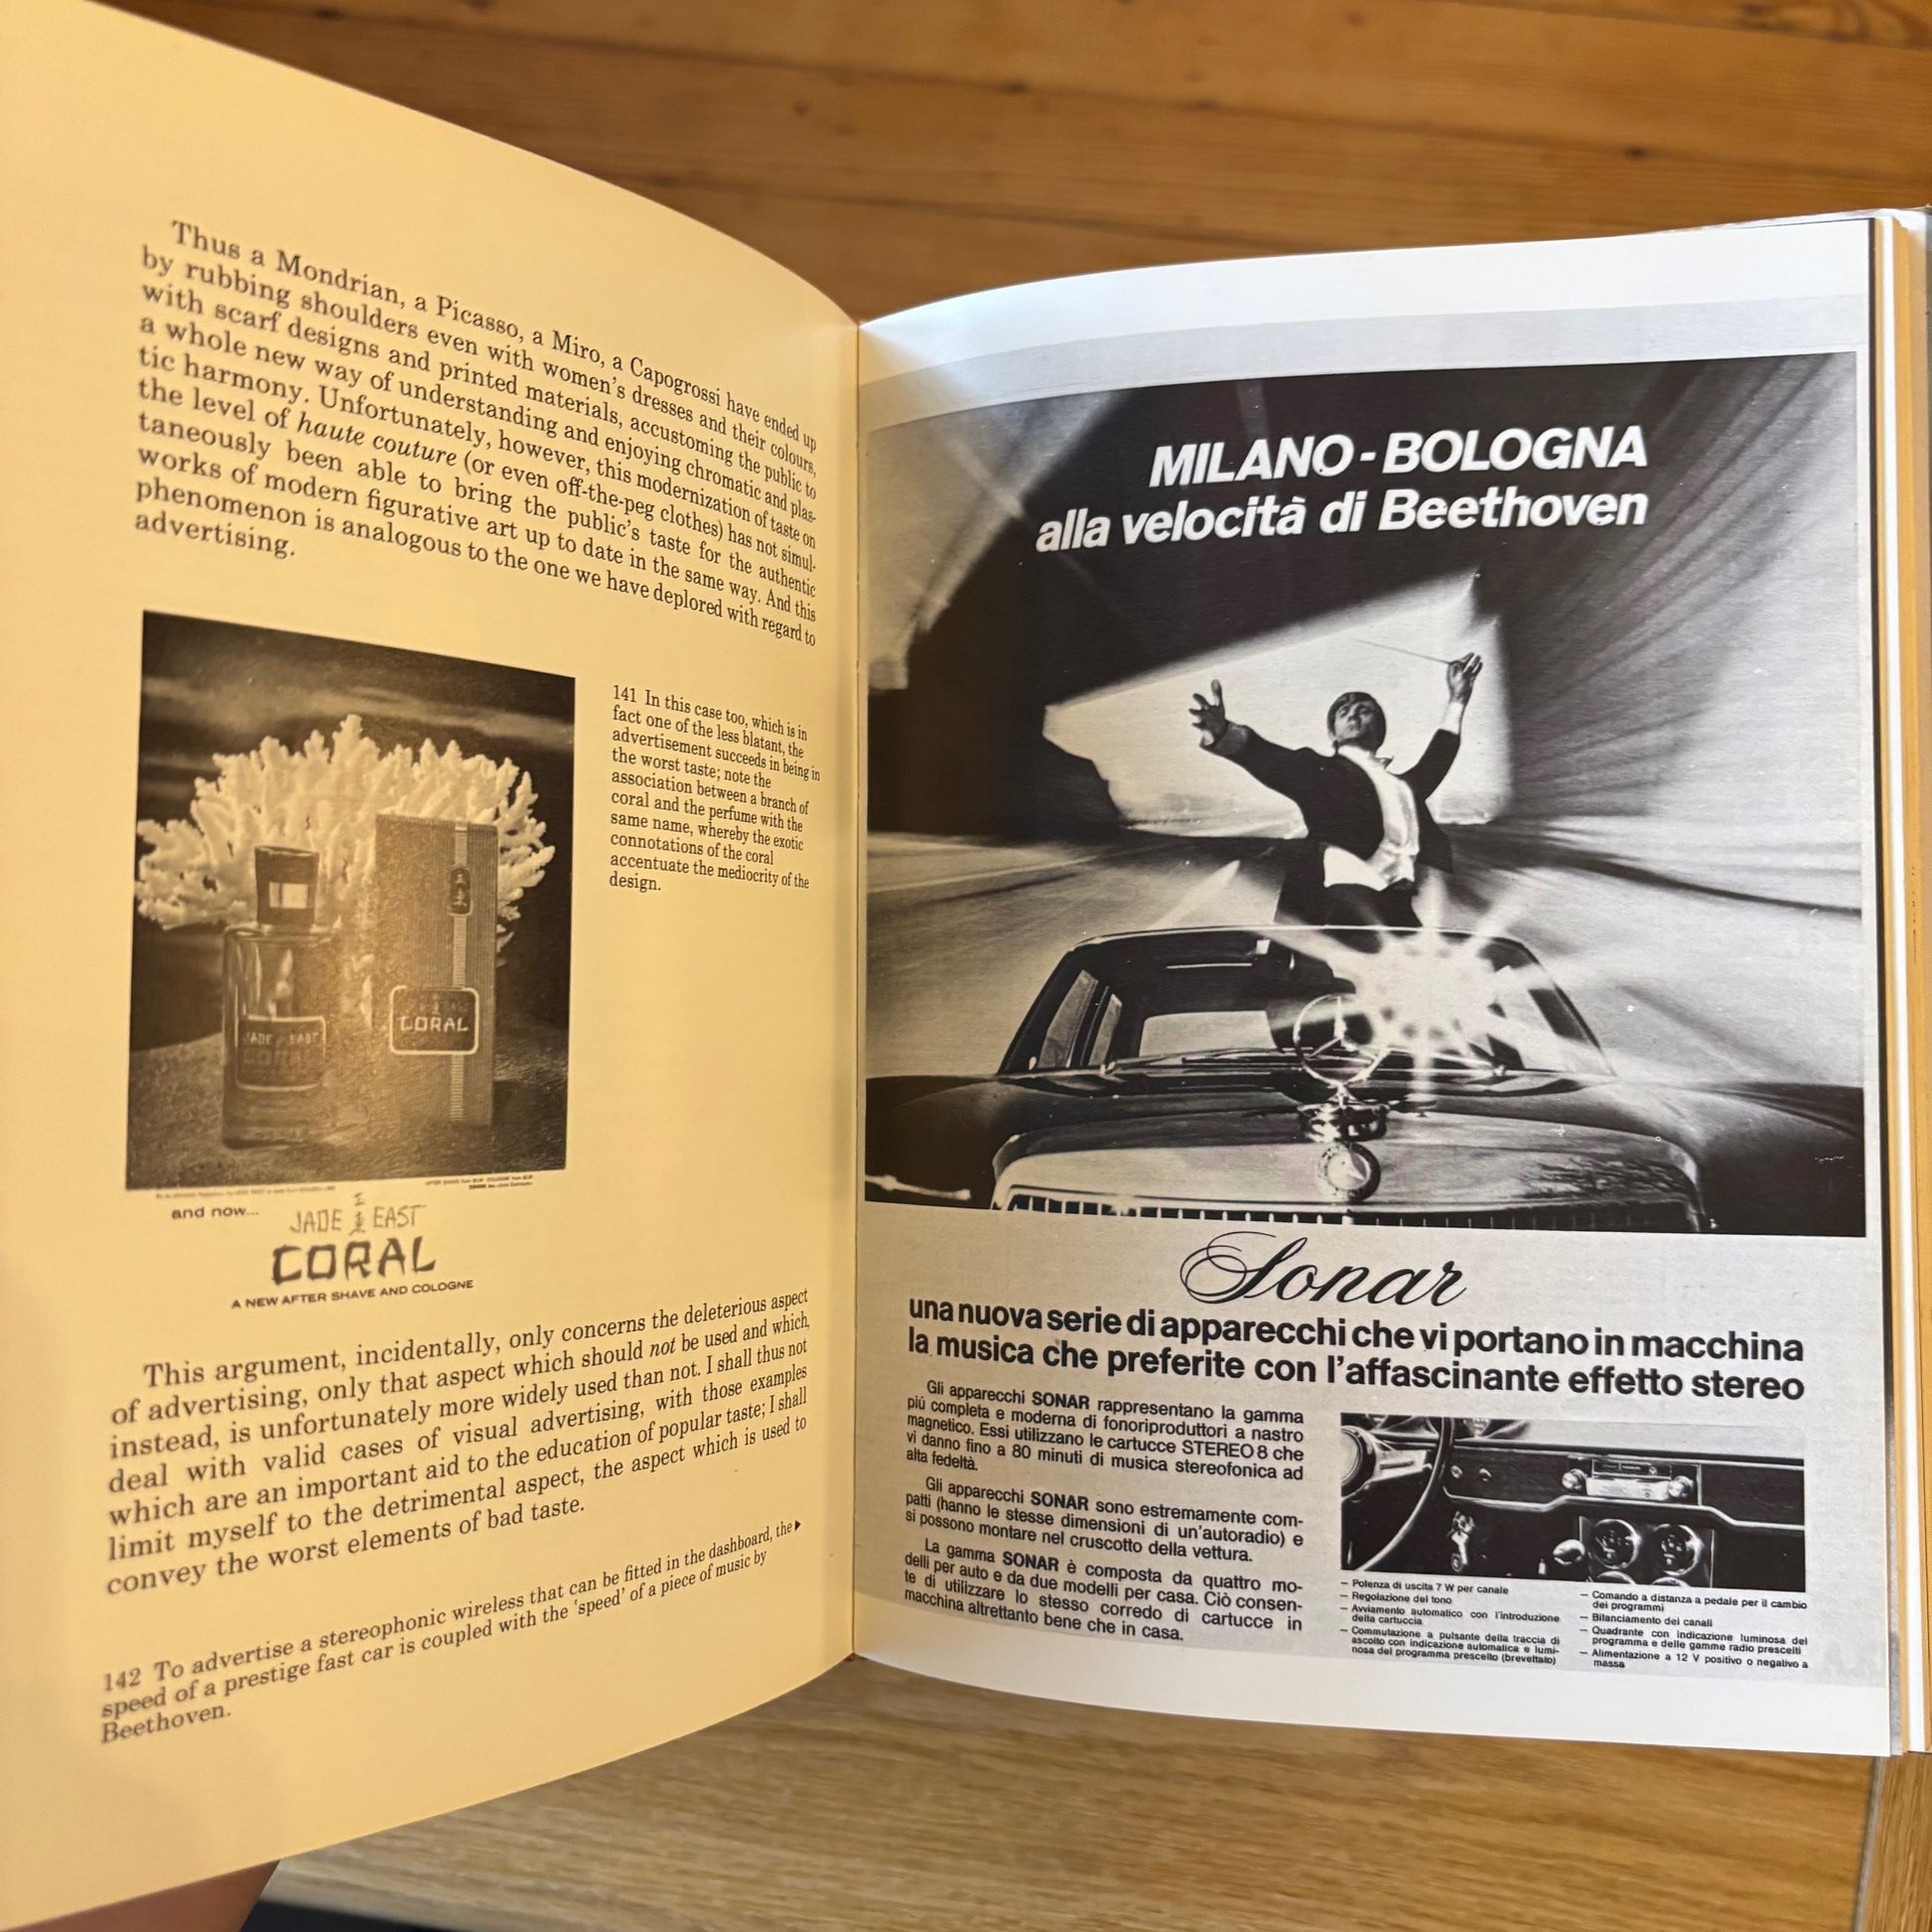 Thus a Mondrian, a Picasso, a Miro, a Capogrossi have ended up
by rubbing shoulders even with women's dresses and their colours,
with scarf designs and printed materials, accustoming the public to
a whole new way of understanding and enjoying chromatic and plas-
tic harmony. Unfortunately, however, this modernization of taste on
the level of haute couture (or even off-the-peg clothes) has not simul-
taneously been able to bring the public's taste for the authentic
works of modern figurative art up to date in the same way. And this
phenomenon is analogous to the one we have deplored with regard to
advertising.
141 In this case too, which is in
fact one of the less blatant, the
advertisement succeeds in being in
the worst taste; note the
association between a branch of
coral and the perfume with the
same name, whereby the exotic
connotations of the coral
accentuate the mediocrity of the
design.
JADE EAST
CORAL
CORAL
and now...
JADE EAST
CORAL
A NEW AFTER SHAVE AND COLOGNE
This argument, incidentally, only concerns the deleterious aspect
of advertising, only that aspect which should not be used and which,
instead, is unfortunately more widely used than not. I shall thus not
deal with valid cases of visual advertising, with those examples
which are an important aid to the education of popular taste; I shall
limit myself to the detrimental aspect, the aspect which is used to
convey the worst elements of bad taste.
142 To advertise a stereophonic wireless that can be fitted in the dashboard, the
speed of a prestige fast car is coupled with the 'speed' of a piece of music by
Beethoven.
MILANO - BOLOGNA
alla velocità di Beethoven
Sonar
una nuova serie di apparecchi che vi portano in macchina
la musica che preferite con l'affascinante effetto stereo
Gli apparecchi SONAR rappresentano la gamma
più completa e moderna di fonoriproduttori a nastro
magnetico. Essi utilizzano le cartucce STEREO 8 che
vi danno fino a 80 minuti di musica stereofonica ad
alta fedeltà.
Gli apparecchi SONAR sono estremamente com-
patti (hanno le stesse dimensioni di un'autoradio) e
si possono montare nel cruscotto della vettura.
La gamma SONAR è composta da quattro mo-
delli per auto e da due modelli per casa. Ciò consen-
te di utilizzare lo stesso corredo di cartucce in
macchina altrettanto bene che in casa.
— Potenza di uscita 7 W per canale
— Regolazione del tono
— Avviamento automatico con l'introduzione
della cartuccia
— Commutazione a pulsante della traccia di
ascolto con indicazione automatica e lumi-
nosa del programma prescelto (brevettato)
— Comando a distanza a pedale per il cambio
dei programmi
— Bilanciamento dei canali
— Quadrante con indicazione luminosa del
programma e delle gamme radio prescelti
— Alimentazione a 12 V positivo o negativo a
massa